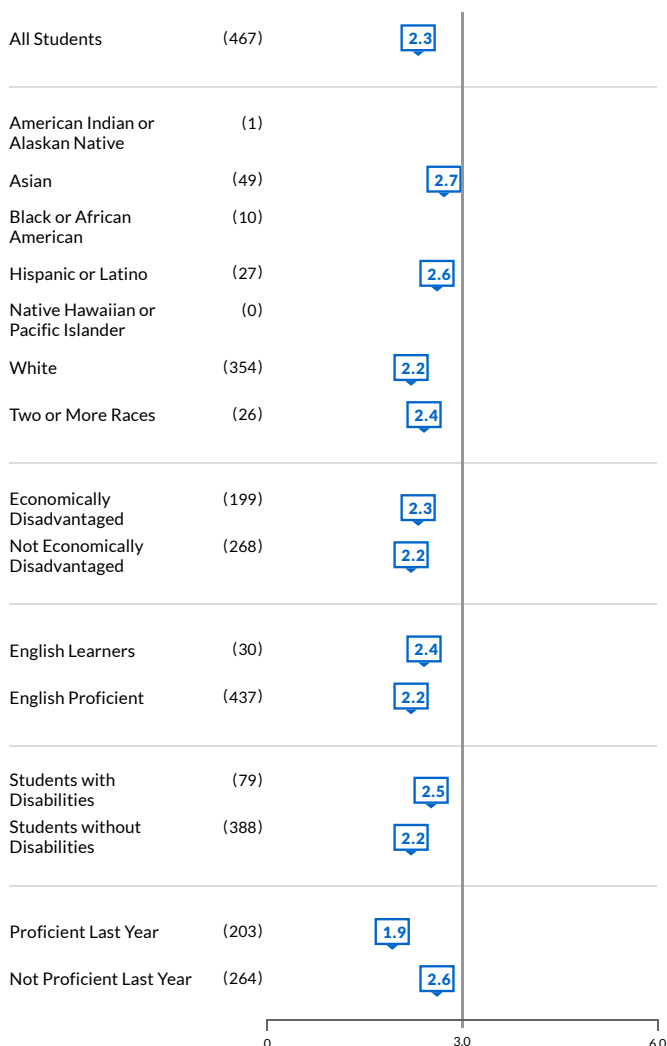 All Students (467) 2.3
American Indian or (1)
Alaskan Native
Asian (49) 2.7
Black or African (10)
American
Hispanic or Latino (27) 2.6
Native Hawaiian or (0)
Pacific Islander
White (354) 2.2
Two or More Races (26) 2.4
Economically (199) 2.3
Disadvantaged
Not Economically (268) 2.2
Disadvantaged
English Learners (30) 2.4
English Proficient (437) 2.2
Students with (79) 2.5
Disabilities
Students without (388) 2.2
Disabilities
Proficient Last Year (203) 1.9
Not Proficient Last Year (264) 2.6
0 3.0 6.0